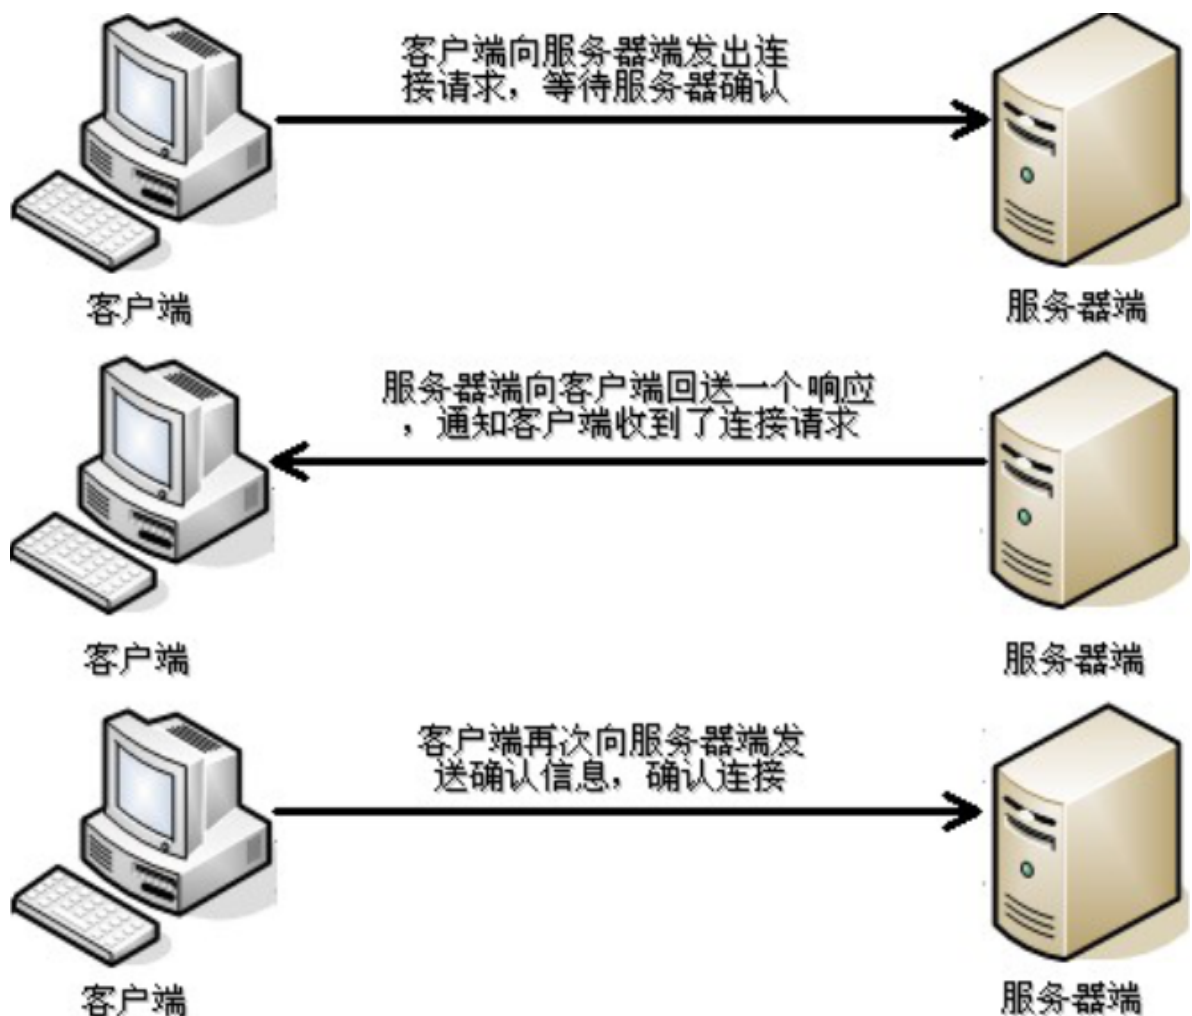 客户端向服务器端发出连
接请求，等待服务器确认
客户端
服务器端
服务器端向客户端回送一个响应
，通知客户端收到了连接请求
客户端
服务器端
客户端再次向服务器端发
送确认信息，确认连接
客户端
服务器端